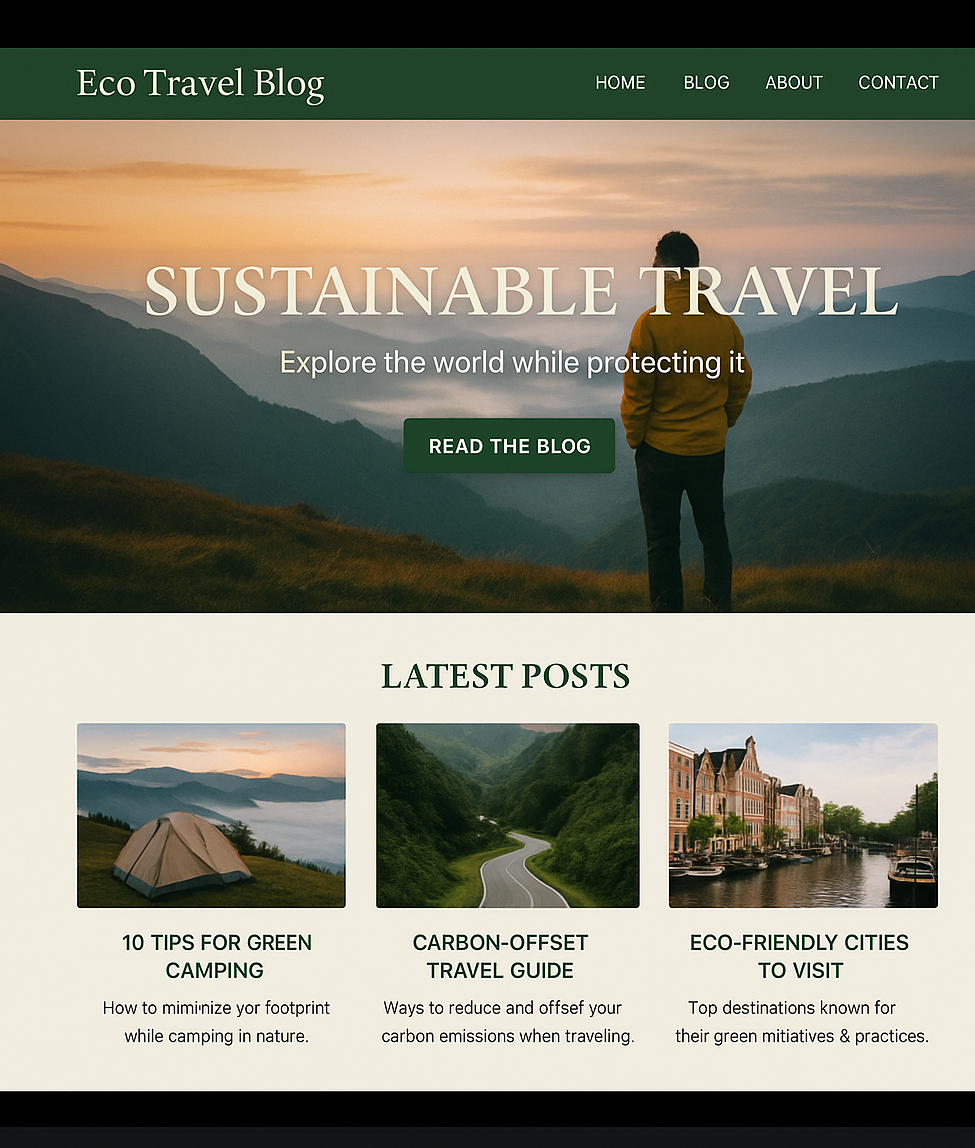 Eco Travel Blog
HOME BLOG ABOUT CONTACT
SUSTAINABLE TRAVEL
Explore the world while protecting it
READ THE BLOG
LATEST POSTS
10 TIPS FOR GREEN
CAMPING
How to mimiinize yor footprint
while camping in nature.
CARBON-OFFSET
TRAVEL GUIDE
Ways to reduce and offsef your
carbon emissions when traveling.
ECO-FRIENDLY CITIES
TO VISIT
Top destinations known for
their green mitiatives & practices.